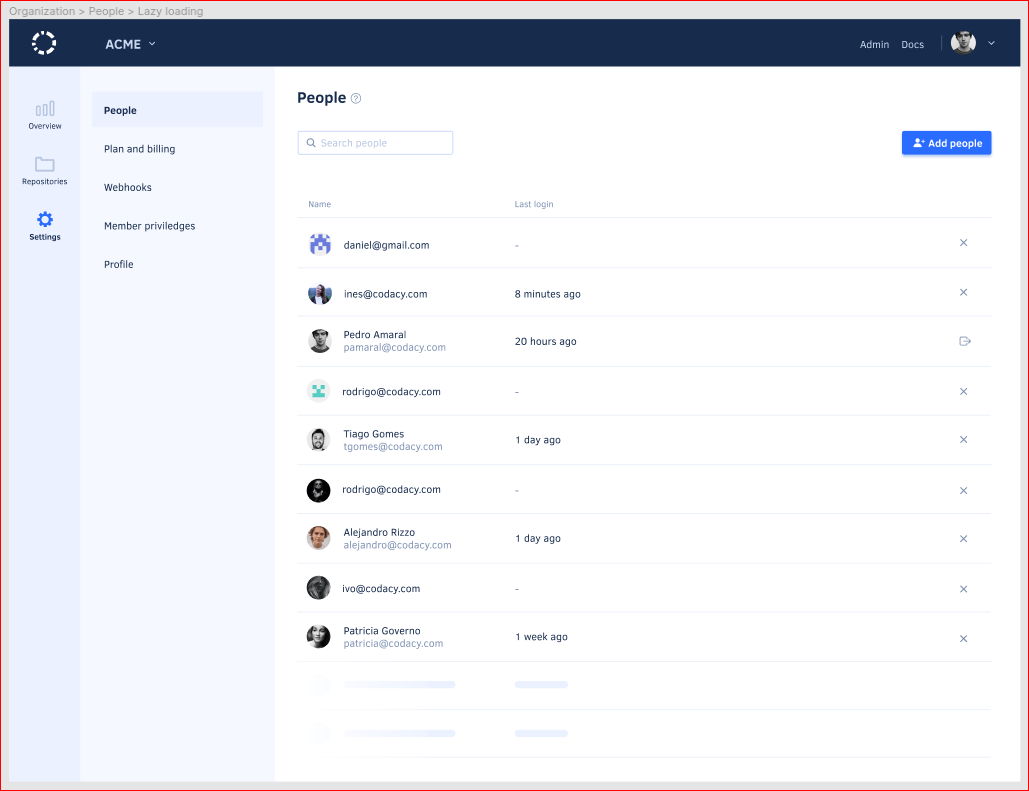 Organization > People > Lazy loading
ACME
Admin
Docs
Overview
Repositories
Settings
People
Plan and billing
Webhooks
Member priviledges
Profile
People
Search people
Add people
Name
Last login
daniel@gmail.com
-
ines@codacy.com
8 minutes ago
Pedro Amaral
pamaral@codacy.com
20 hours ago
rodrigo@codacy.com
-
Tiago Gomes
tgomes@codacy.com
1 day ago
rodrigo@codacy.com
-
Alejandro Rizzo
alejandro@codacy.com
1 day ago
ivo@codacy.com
-
Patricia Governo
patricia@codacy.com
1 week ago